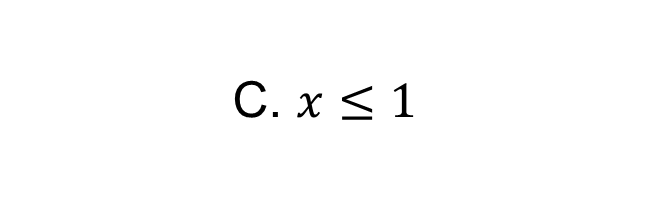 C. x ≤ 1